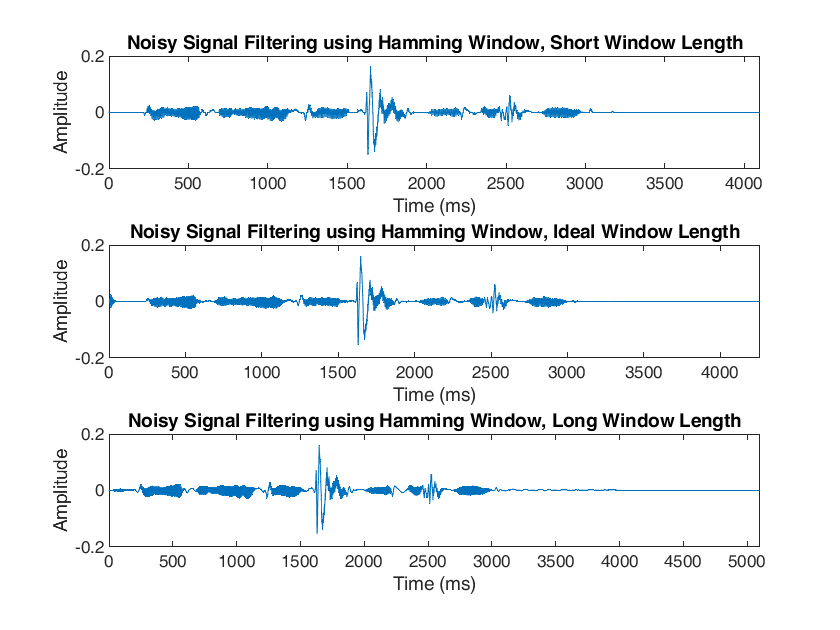 Noisy Signal Filtering using Hamming Window, Short Window Length
0.2
0
-0.2
Amplitude
0 500 1000 1500 2000 2500 3000 3500 4000
Time (ms)
Noisy Signal Filtering using Hamming Window, Ideal Window Length
0.2
0
-0.2
Amplitude
0 500 1000 1500 2000 2500 3000 3500 4000
Time (ms)
Noisy Signal Filtering using Hamming Window, Long Window Length
0.2
0
-0.2
Amplitude
0 500 1000 1500 2000 2500 3000 3500 4000 4500 5000
Time (ms)